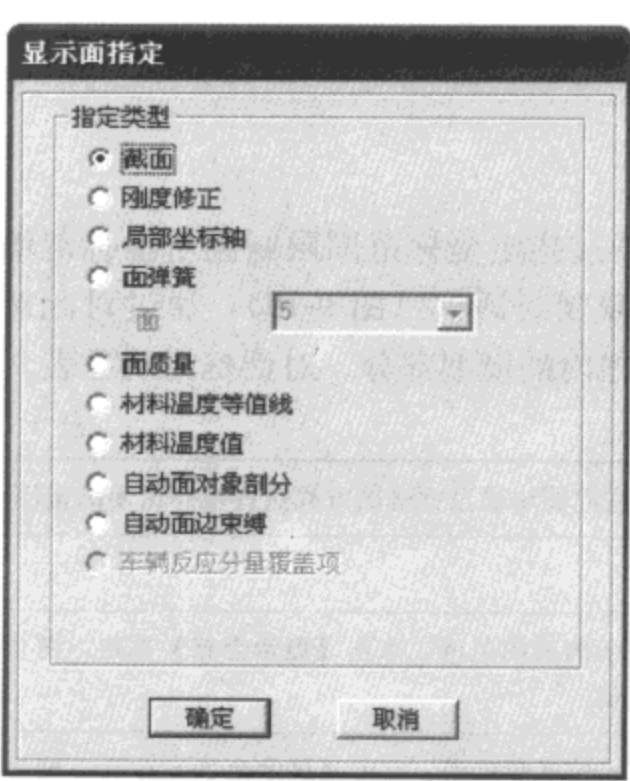 显示面指定
指定类型
截面
刚度修正
局部坐标轴
面弹簧
面 5
面质量
材料温度等值线
材料温度值
自动面对象剖分
自动面边束缚
车辆反应分量覆盖项
确定 取消